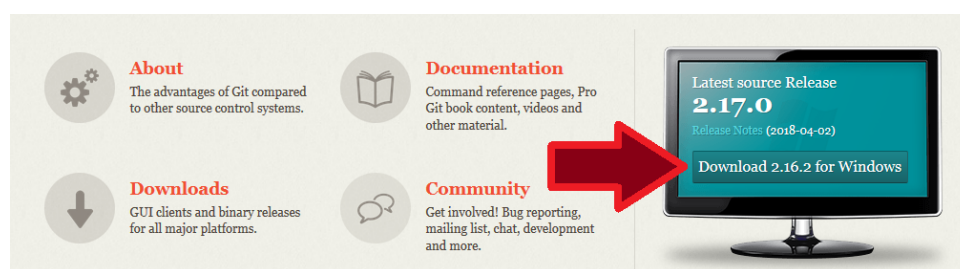 About
The advantages of Git compared
to other source control systems.
Documentation
Command reference pages, Pro
Git book content, videos and
other material.
Downloads
GUI clients and binary releases
for all major platforms.
Community
Get involved! Bug reporting,
mailing list, chat, development
and more.
Latest source Release
2.17.0
Release Notes (2018-04-02)
Download 2.16.2 for Windows